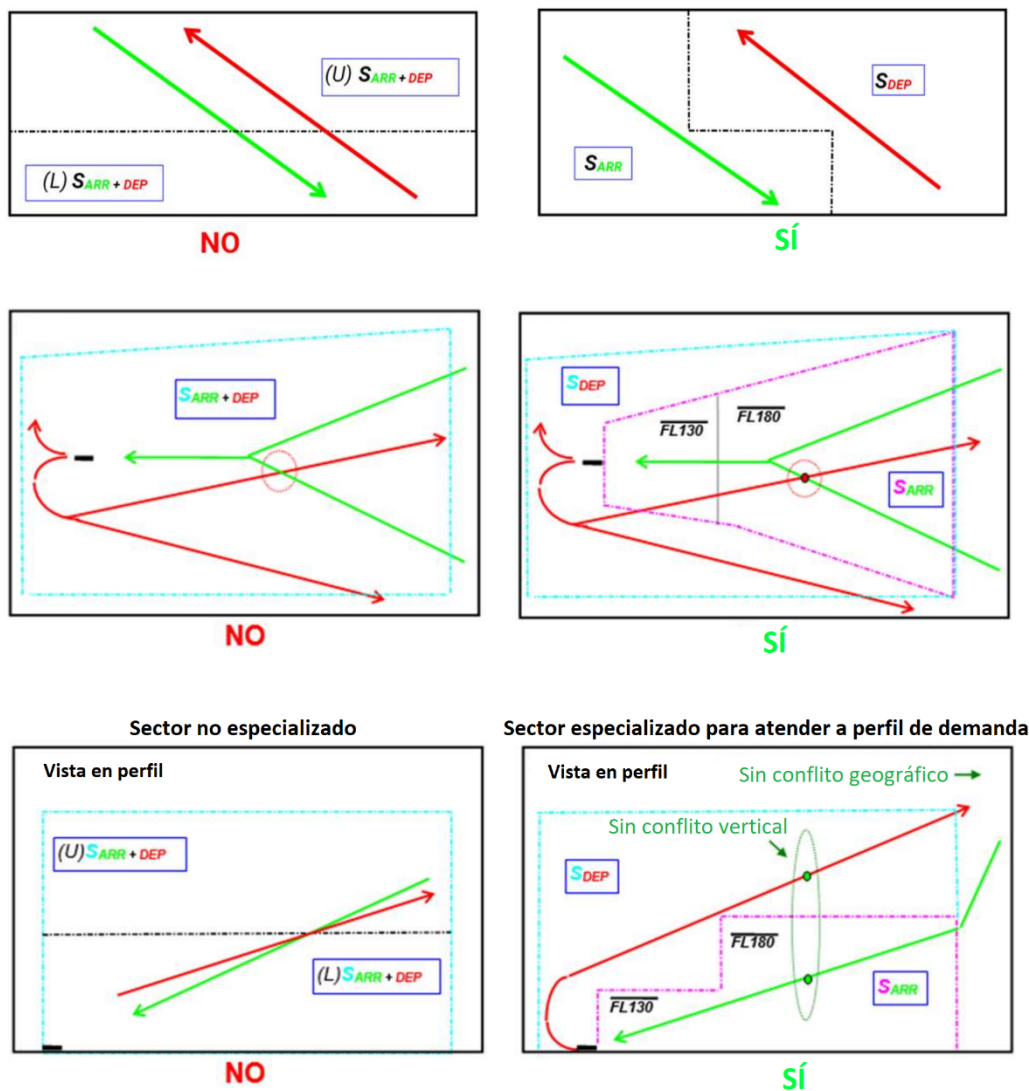 (U) SARR + DEP
(L) SARR + DEP
NO
SDEP
SARR
SÍ
SARR + DEP
NO
SDEP
FL130
FL180
SARR
SÍ
Sector no especializado
Vista en perfil
(U)SARR + DEP
(L)SARR + DEP
NO
Sector especializado para atender a perfil de demanda
Vista en perfil
Sin conflito geográfico
Sin conflito vertical
SDEP
FL180
SARR
FL130
SÍ